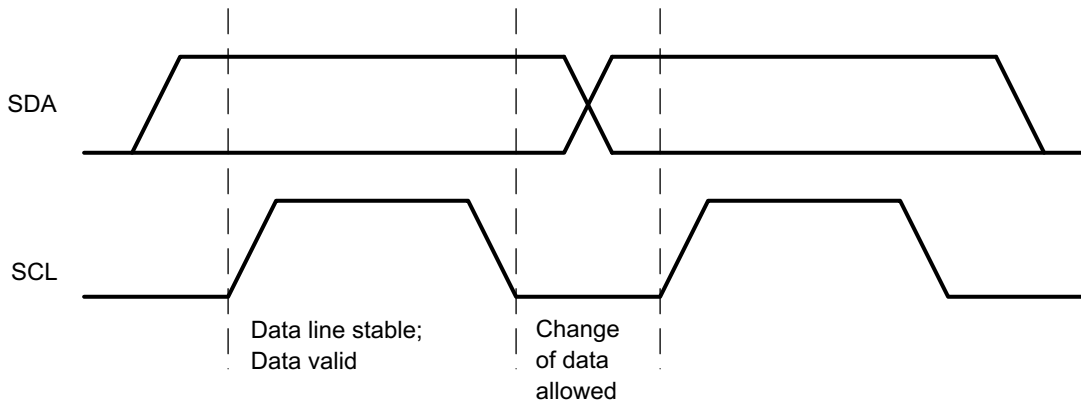 SDA
SCL
Data line stable;
Data valid
Change
of data
allowed